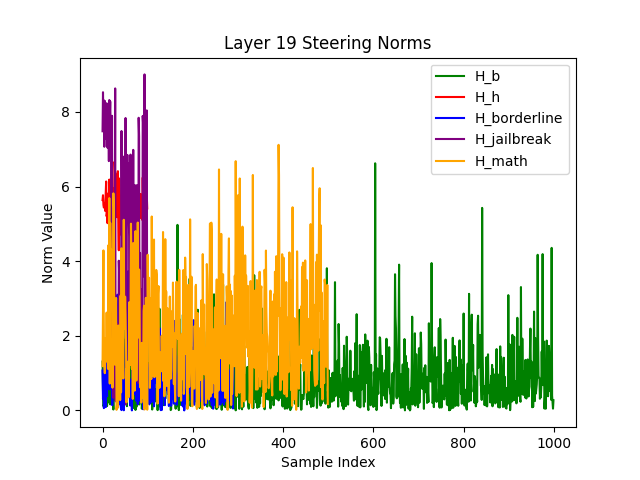 Layer 19 Steering Norms
H_b
H_h
H_borderline
H_jailbreak
H_math
Norm Value
8
6
4
2
0
0 200 400 600 800 1000
Sample Index